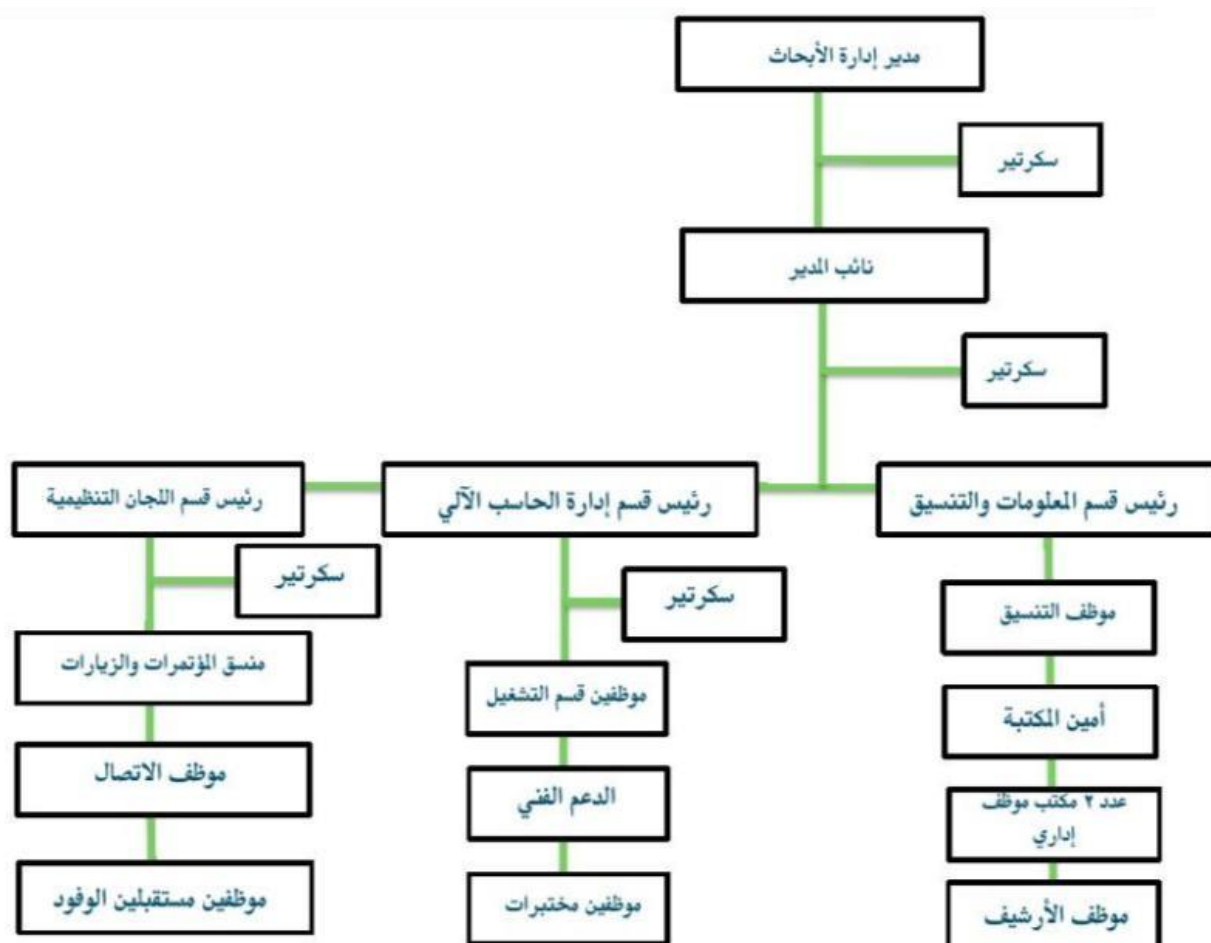 مدير إدارة الأبحاث
سكرتير
نائب المدير
سكرتير
رئيس قسم المعلومات والتنسيق
رئيس قسم إدارة الحاسب الآلي
رئيس قسم اللجان التنظيمية
سكرتير
سكرتير
موظف التنسيق
موظفين قسم التشغيل
منسق المؤتمرات والزيارات
أمين المكتبة
الدعم الفني
موظف الاتصال
عدد ٢ مكتب موظف
إداري
موظف الأرشيف
موظفين مختبرات
موظفين مستقبلين الوفود